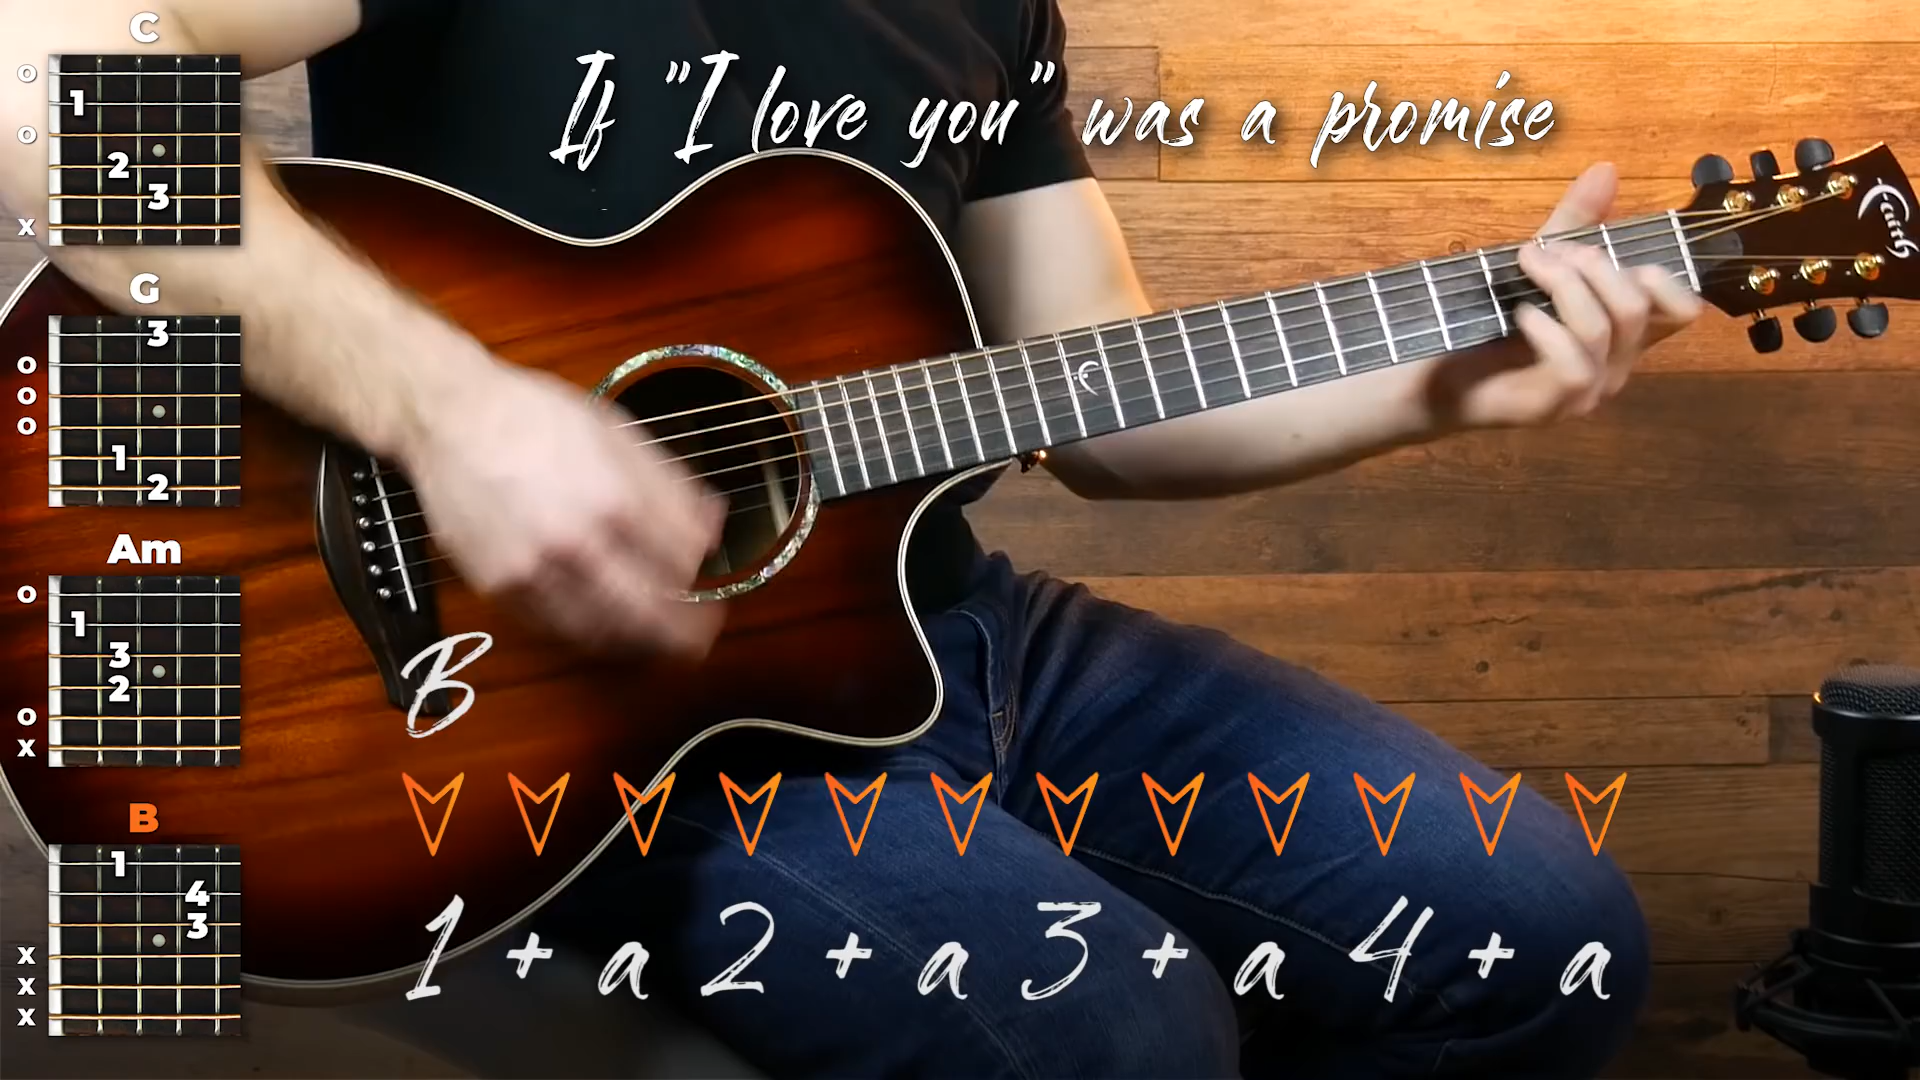 C
o
1
o
2
3
x
G
3
o
o
o
1
2
Am
o
1
3
2
o
x
B
1
4
3
x
x
x
If "I love you" was a promise
Faith
B
1 + a 2 + a 3 + a 4 + a